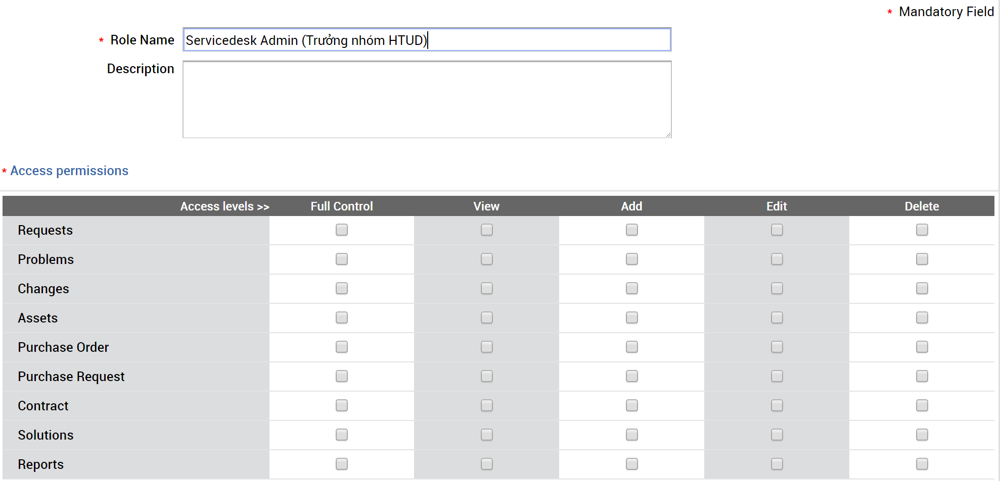 * Mandatory Field
* Role Name Servicedesk Admin (Trưởng nhóm HTUD)
Description
* Access permissions
Access levels >> Full Control View Add Edit Delete
Requests
Problems
Changes
Assets
Purchase Order
Purchase Request
Contract
Solutions
Reports